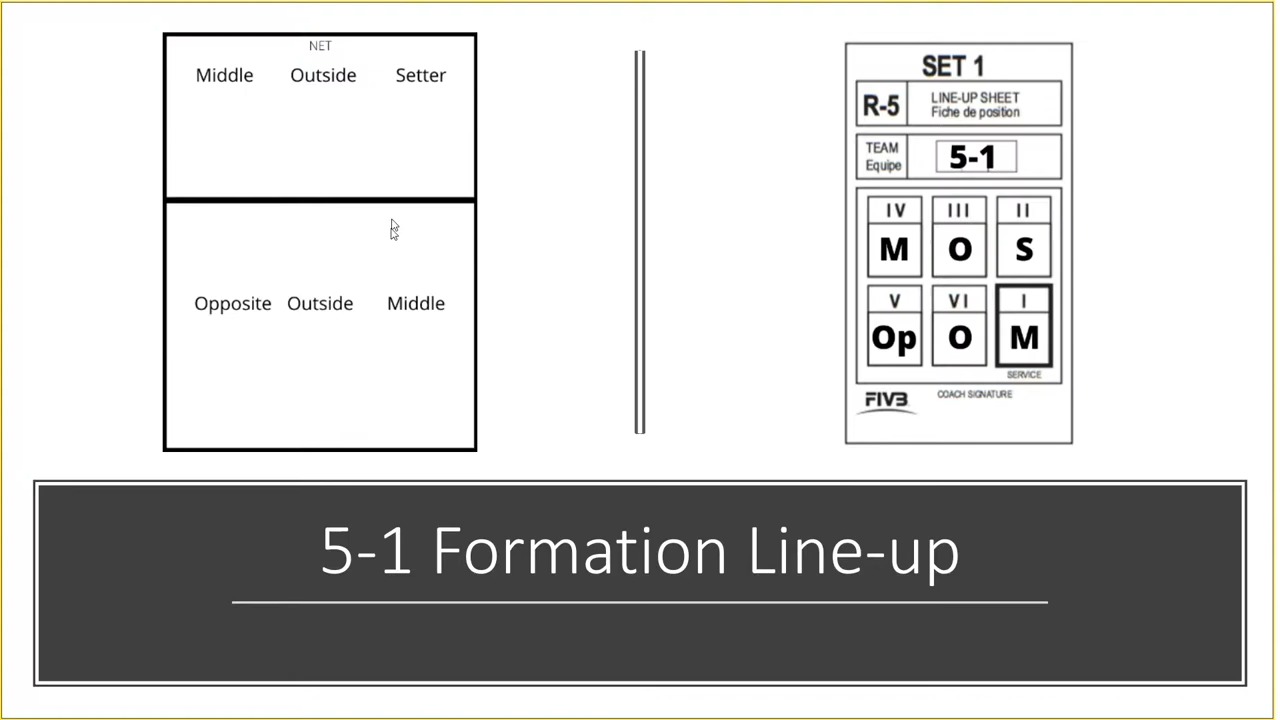 NET
Middle Outside Setter
Opposite Outside Middle
SET 1
R-5 LINE-UP SHEET
Fiche de position
TEAM
Equipe
5-1
IV III II
M O S
V VI I
Op O M
SERVICE
FIVB COACH SIGNATURE
5-1 Formation Line-up